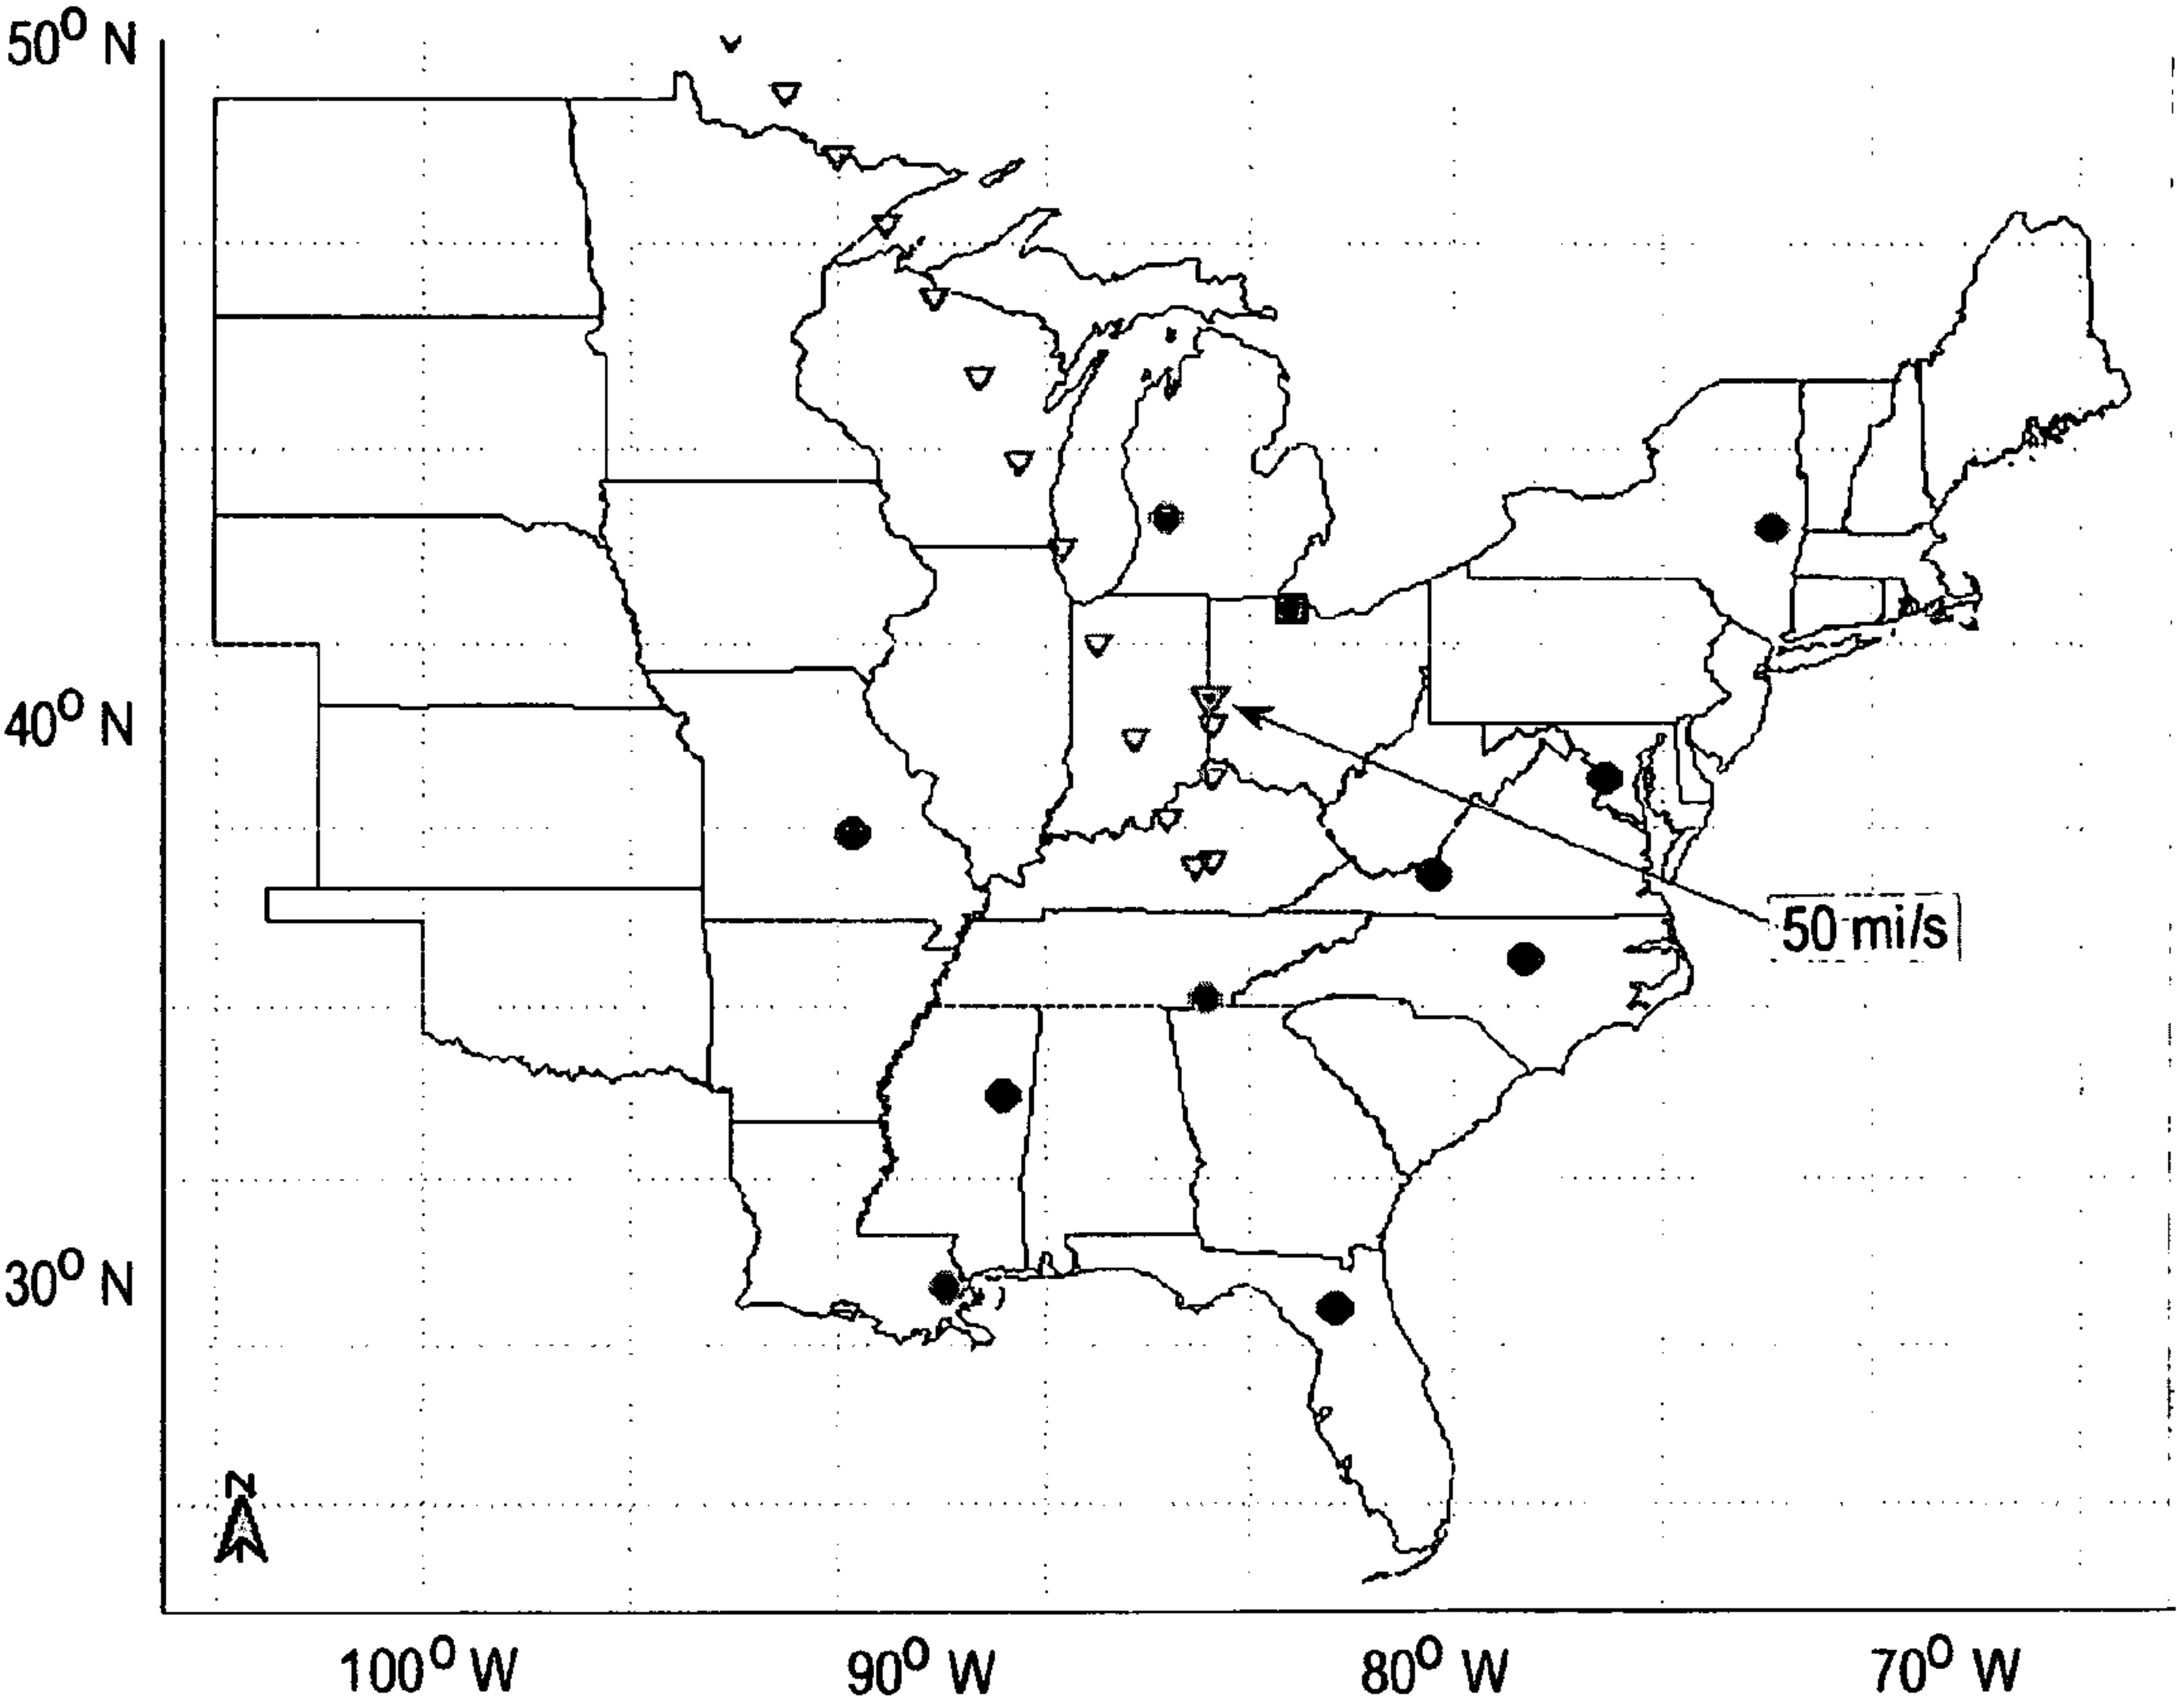 50⁰ N
40⁰ N
50 mi/s
30⁰ N
N
100⁰ W 90⁰ W 80⁰ W 70⁰ W